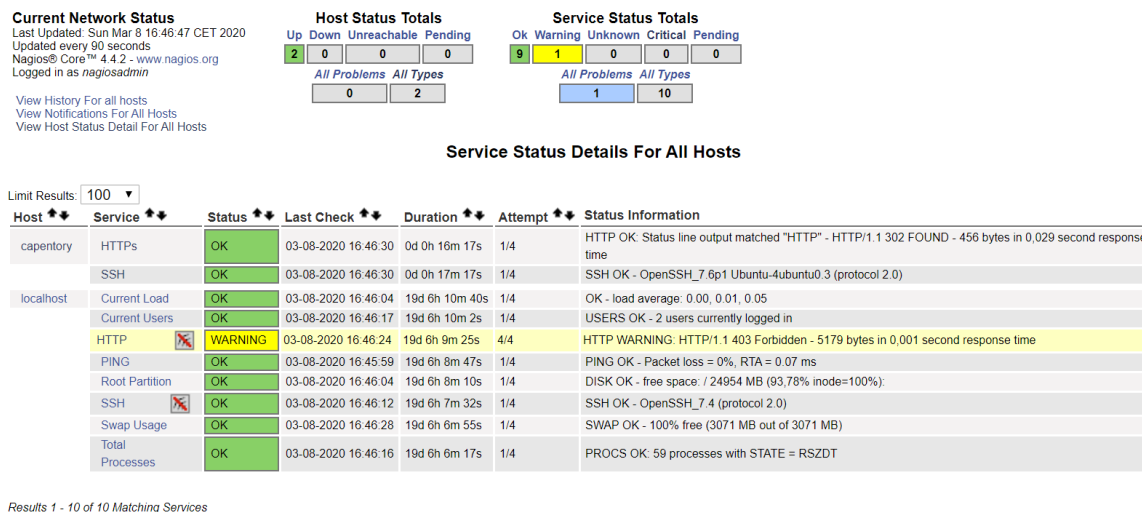 Current Network Status
Last Updated: Sun Mar 8 16:46:47 CET 2020
Updated every 90 seconds
Nagios® Core™ 4.4.2 - www.nagios.org
Logged in as nagiosadmin
View History For all hosts
View Notifications For All Hosts
View Host Status Detail For All Hosts
Host Status Totals
Up Down Unreachable Pending
2 0 0 0
All Problems All Types
0 2
Service Status Totals
Ok Warning Unknown Critical Pending
9 1 0 0 0
All Problems All Types
1 10
Service Status Details For All Hosts
Limit Results: 100
Host Service Status Last Check Duration Attempt Status Information
capentory HTTPs OK 03-08-2020 16:46:30 0d 0h 16m 17s 1/4 HTTP OK: Status line output matched "HTTP" - HTTP/1.1 302 FOUND - 456 bytes in 0,029 second response
time
SSH OK 03-08-2020 16:46:30 0d 0h 17m 17s 1/4 SSH OK - OpenSSH_7.6p1 Ubuntu-4ubuntu0.3 (protocol 2.0)
localhost Current Load OK 03-08-2020 16:46:04 19d 6h 10m 40s 1/4 OK - load average: 0.00, 0.01, 0.05
Current Users OK 03-08-2020 16:46:17 19d 6h 10m 2s 1/4 USERS OK - 2 users currently logged in
HTTP WARNING 03-08-2020 16:46:24 19d 6h 9m 25s 4/4 HTTP WARNING: HTTP/1.1 403 Forbidden - 5179 bytes in 0,001 second response time
PING OK 03-08-2020 16:45:59 19d 6h 8m 47s 1/4 PING OK - Packet loss = 0%, RTA = 0.07 ms
Root Partition OK 03-08-2020 16:46:04 19d 6h 8m 10s 1/4 DISK OK - free space: / 24954 MB (93,78% inode=100%):
SSH OK 03-08-2020 16:46:12 19d 6h 7m 32s 1/4 SSH OK - OpenSSH_7.4 (protocol 2.0)
Swap Usage OK 03-08-2020 16:46:28 19d 6h 6m 55s 1/4 SWAP OK - 100% free (3071 MB out of 3071 MB)
Total
Processes OK 03-08-2020 16:46:16 19d 6h 6m 17s 1/4 PROCS OK: 59 processes with STATE = RSZDT
Results 1 - 10 of 10 Matching Services